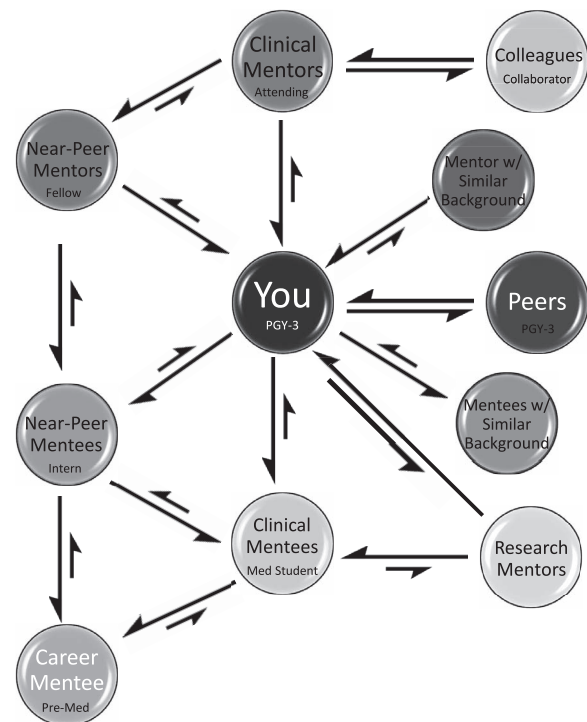 Clinical
Mentors
Attending
Colleagues
Collaborator
Near-Peer
Mentors
Fellow
Mentor w/
Similar
Background
You
PGY-3
Peers
PGY-3
Near-Peer
Mentees
Intern
Mentees w/
Similar
Background
Clinical
Mentees
Med Student
Research
Mentors
Career
Mentee
Pre-Med